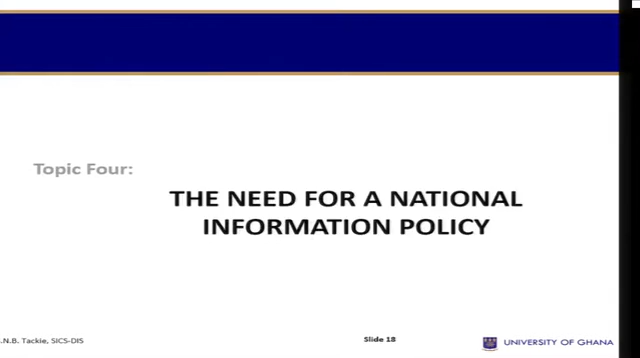 Topic Four:
THE NEED FOR A NATIONAL
INFORMATION POLICY
.N.B. Tackie, SICS-DIS
Slide 18
UNIVERSITY OF GHANA